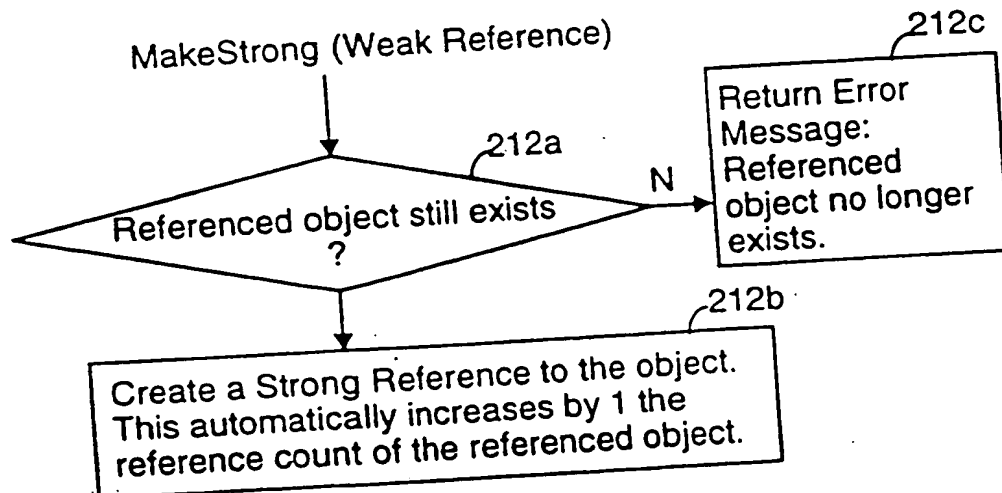 MakeStrong (Weak Reference)
212a
Referenced object still exists
?
N
212c
Return Error
Message:
Referenced
object no longer
exists.
212b
Create a Strong Reference to the object.
This automatically increases by 1 the
reference count of the referenced object.